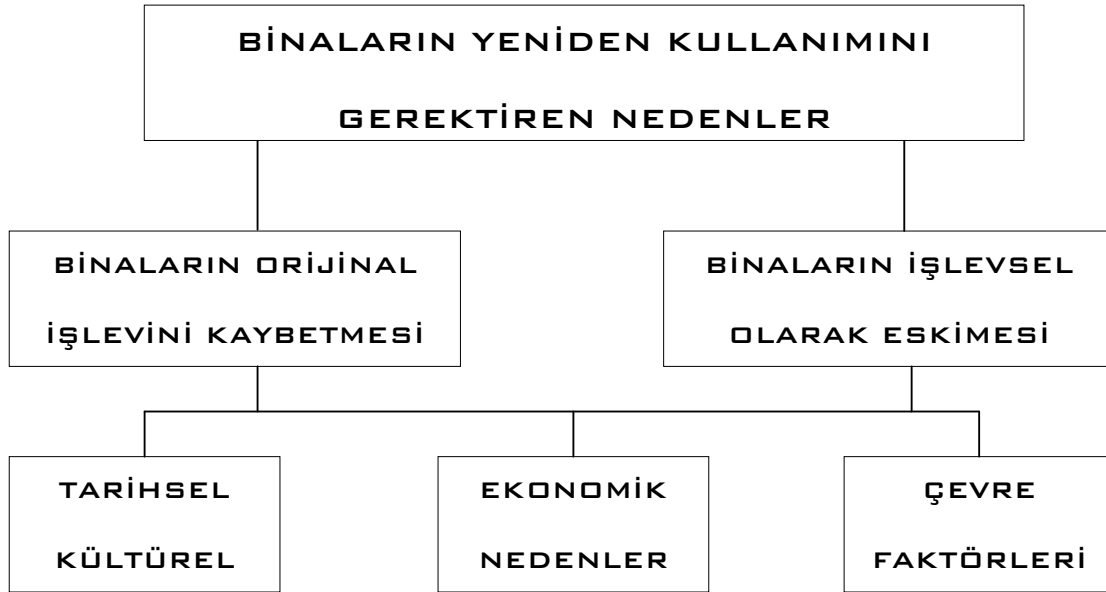 BİNALARIN YENİDEN KULLANIMINI
GEREKTİREN NEDENLER
BİNALARIN ORİJİNAL
İŞLEVİNİ KAYBETMESİ
BİNALARIN İŞLEVSEL
OLARAK ESKİMESİ
TARİHSEL
KÜLTÜREL
EKONOMİK
NEDENLER
ÇEVRE
FAKTÖRLERİ